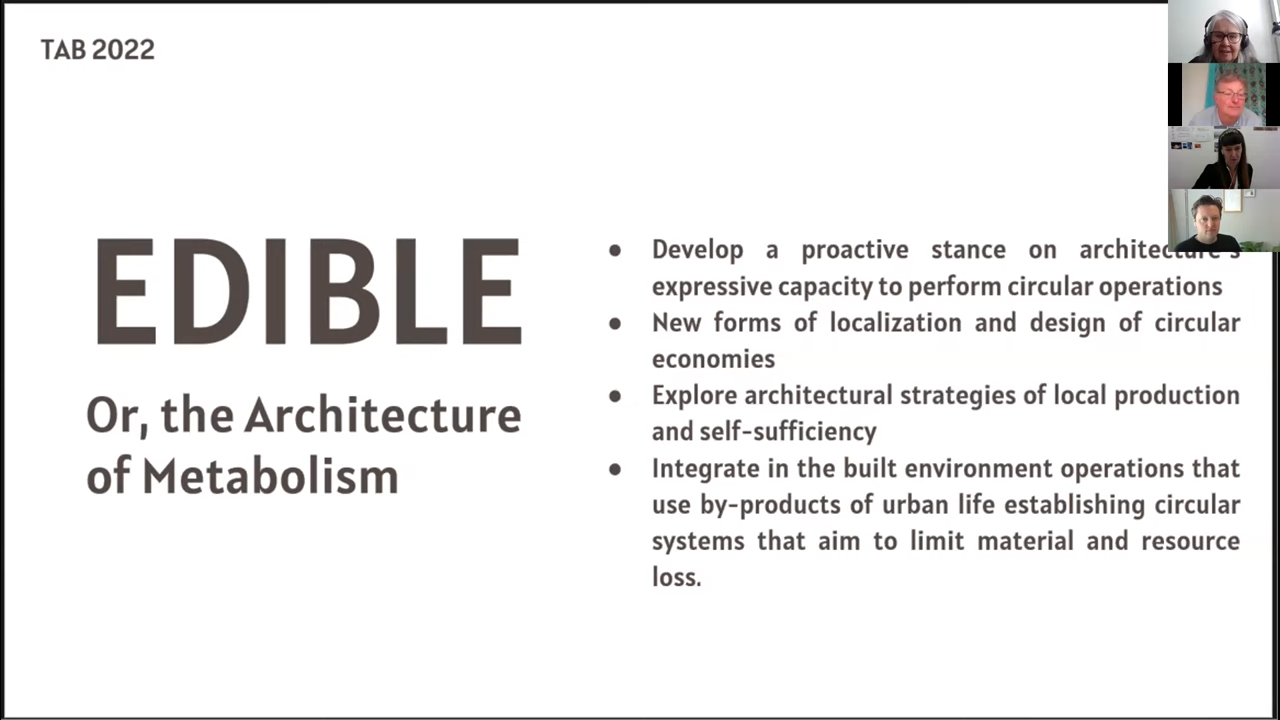 TAB 2022
EDIBLE
Or, the Architecture
of Metabolism
● Develop a proactive stance on architecture's
expressive capacity to perform circular operations
● New forms of localization and design of circular
economies
● Explore architectural strategies of local production
and self-sufficiency
● Integrate in the built environment operations that
use by-products of urban life establishing circular
systems that aim to limit material and resource
loss.